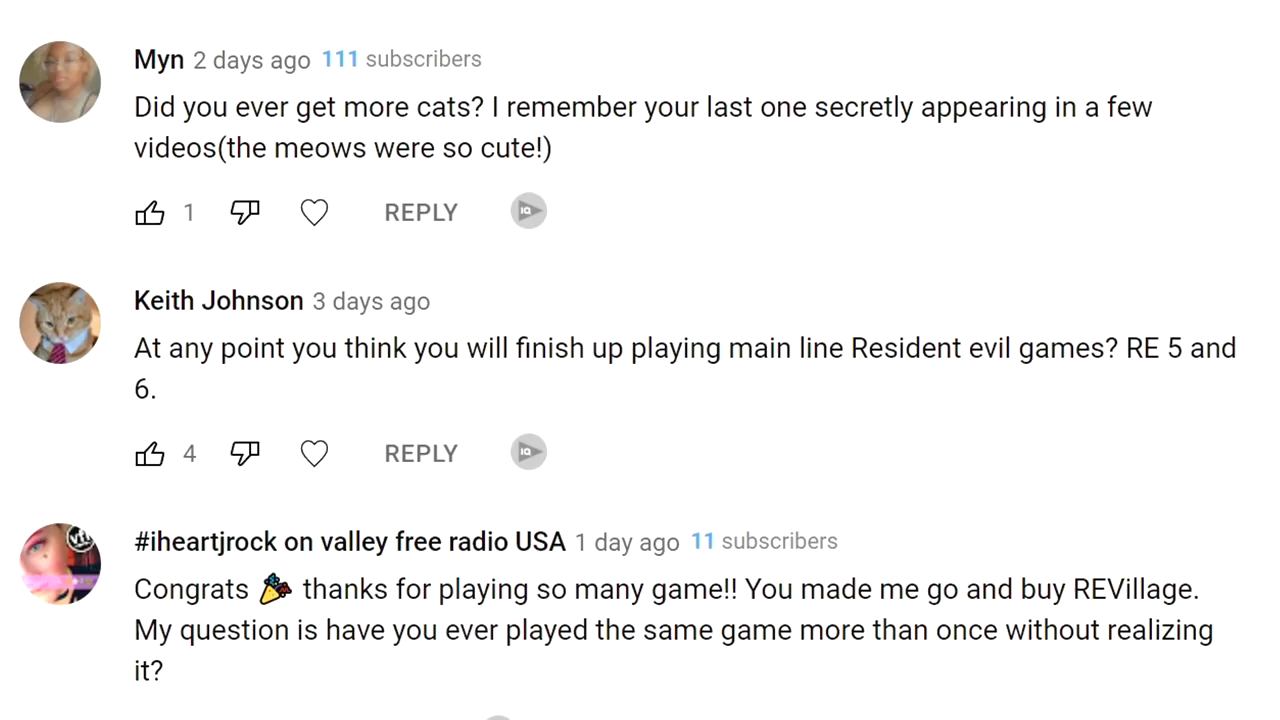 Myn 2 days ago 111 subscribers
Did you ever get more cats? I remember your last one secretly appearing in a few
videos(the meows were so cute!)
1 REPLY IQ
Keith Johnson 3 days ago
At any point you think you will finish up playing main line Resident evil games? RE 5 and
6.
4 REPLY IQ
#iheartjrock on valley free radio USA 1 day ago 11 subscribers
Congrats 🎉 thanks for playing so many game!! You made me go and buy REVillage.
My question is have you ever played the same game more than once without realizing
it?